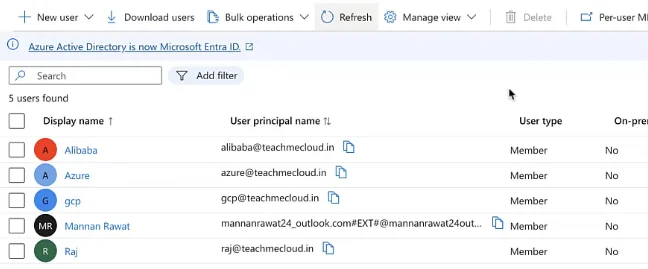 New user Download users Bulk operations Refresh Manage view Delete Per-user M
Azure Active Directory is now Microsoft Entra ID.
Search Add filter
5 users found
Display name ↑ User principal name ↑↓ User type On-pre
A Alibaba alibaba@teachmecloud.in Member No
A Azure azure@teachmecloud.in Member No
G gcp gcp@teachmecloud.in Member No
MR Mannan Rawat mannanrawat24_outlook.com#EXT#@mannanrawat24out... Member No
R Raj raj@teachmecloud.in Member No